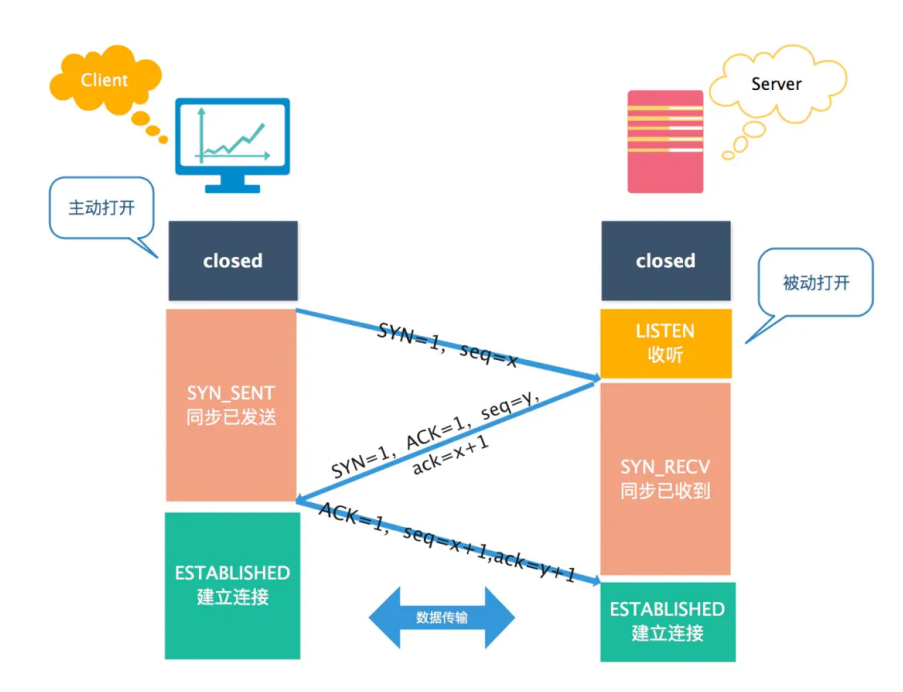 Client
Server
主动打开
closed
closed
被动打开
SYN=1, seq=x
LISTEN
收听
SYN_SENT
同步已发送
SYN=1, ACK=1, seq=y,
ack=x+1
SYN_RECV
同步已收到
ACK=1, seq=x+1,ack=y+1
ESTABLISHED
建立连接
数据传输
ESTABLISHED
建立连接